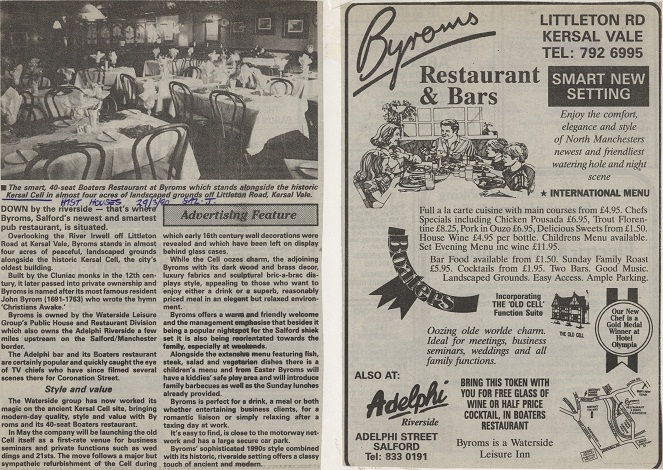 ■ The smart, 40-seat Boaters Restaurant at Byroms which stands alongside the historic
Kersal Cell in almost four acres of landscaped grounds off Littleton Road, Kersal Vale.
HIST HOUSES 29/3/90 SAL. J.
DOWN by the riverside — that's where
Byroms, Salford's newest and smartest
pub restaurant, is situated.
Overlooking the River Irwell off Littleton
Road at Kersal Vale, Byroms stands in almost
four acres of peaceful, landscaped grounds
alongside the historic Kersal Cell, the city's
oldest building.
Built by the Cluniac monks in the 12th cen-
tury, it later passed into private ownership and
Byroms is named after its most famous resident
John Byrom (1691-1763) who wrote the hymn
'Christians Awake.'
Byroms is owned by the Waterside Leisure
Group's Public House and Restaurant Division
which also owns the Adelphi Riverside a few
miles upstream on the Salford/Manchester
border.
The Adelphi bar and its Boaters restaurant
are certainly popular and quickly caught the eye
of TV chiefs who have since filmed several
scenes there for Coronation Street.
Style and value
The Waterside group has now worked its
magic on the ancient Kersal Cell site, bringing
modern-day quality, style and value with By
roms and its 40-seat Boaters restaurant.
In May the company will be launching the old
Cell itself as a first-rate venue for business
seminars and private functions such as wed
dings and 21sts. The move follows a major but
sympathetic refurbishment of the Cell during
Advertising Feature
which early 16th century wall decorations were
revealed and which have been left on display
behind glass cases.
While the Cell oozes charm, the adjoining
Byroms with its dark wood and brass decor,
luxury fabrics and sculptural bric-a-brac dis-
plays style, appealing to those who want to
enjoy either a drink or a superb, reasonably
priced meal in an elegant but relaxed environ-
ment.
Byroms offers a warm and friendly welcome
and the management emphasise that besides it
being a popular nightspot for the Salford shiek
set it is also being reorientated towards the
family, especially at weekends.
Alongside the extensive menu featuring fish,
steak, salad and vegetarian dishes there is a
children's menu and from Easter Byroms will
have a kiddies' safe play area and will introduce
family barbecues as well as the Sunday lunches
already provided.
Byroms is perfect for a drink, a meal or both
whether entertaining business clients, for a
romantic liaison or simply relaxing after a
taxing day at work.
It's easy to find, is close to the motorway net-
work and has a large secure car park.
Byroms' sophisticated 1990s style combined
with its historic, riverside setting offers a classy
touch of ancient and modern.
Byroms
LITTLETON RD
KERSAL VALE
TEL: 792 6995
Restaurant
& Bars
SMART NEW
SETTING
Enjoy the comfort,
elegance and style
of North Manchesters
newest and friendliest
watering hole and night
scene
★ INTERNATIONAL MENU
Full a la carte cuisine with main courses from £4.95. Chefs
Specials including Chicken Pousada £6.95, Trout Floren-
tine £8.25, Pork in Ouzo £6.95, Delicious Sweets from £1.50.
House Wine £4.95 per bottle. Childrens Menu available.
Set Evening Menu inc wine £11.95.
Bar Food available from £1.50. Sunday Family Roast
£5.95. Cocktails from £1.95. Two Bars. Good Music.
Landscaped Grounds. Easy Access. Ample Parking.
Boaters
Incorporating
THE 'OLD CELL'
Function Suite
THE OLD CELL
Oozing olde worlde charm.
Ideal for meetings, business
seminars, weddings and all
family functions.
Our New
Chef is a
Gold Medal
Winner at
Hotel
Olympia
ALSO AT:
Adelphi
Riverside
ADELPHI STREET
SALFORD
Tel: 833 0191
BRING THIS TOKEN WITH
YOU FOR FREE GLASS OF
WINE OR HALF PRICE
COCKTAIL, IN BOATERS
RESTAURANT
Byroms is a Waterside
Leisure Inn